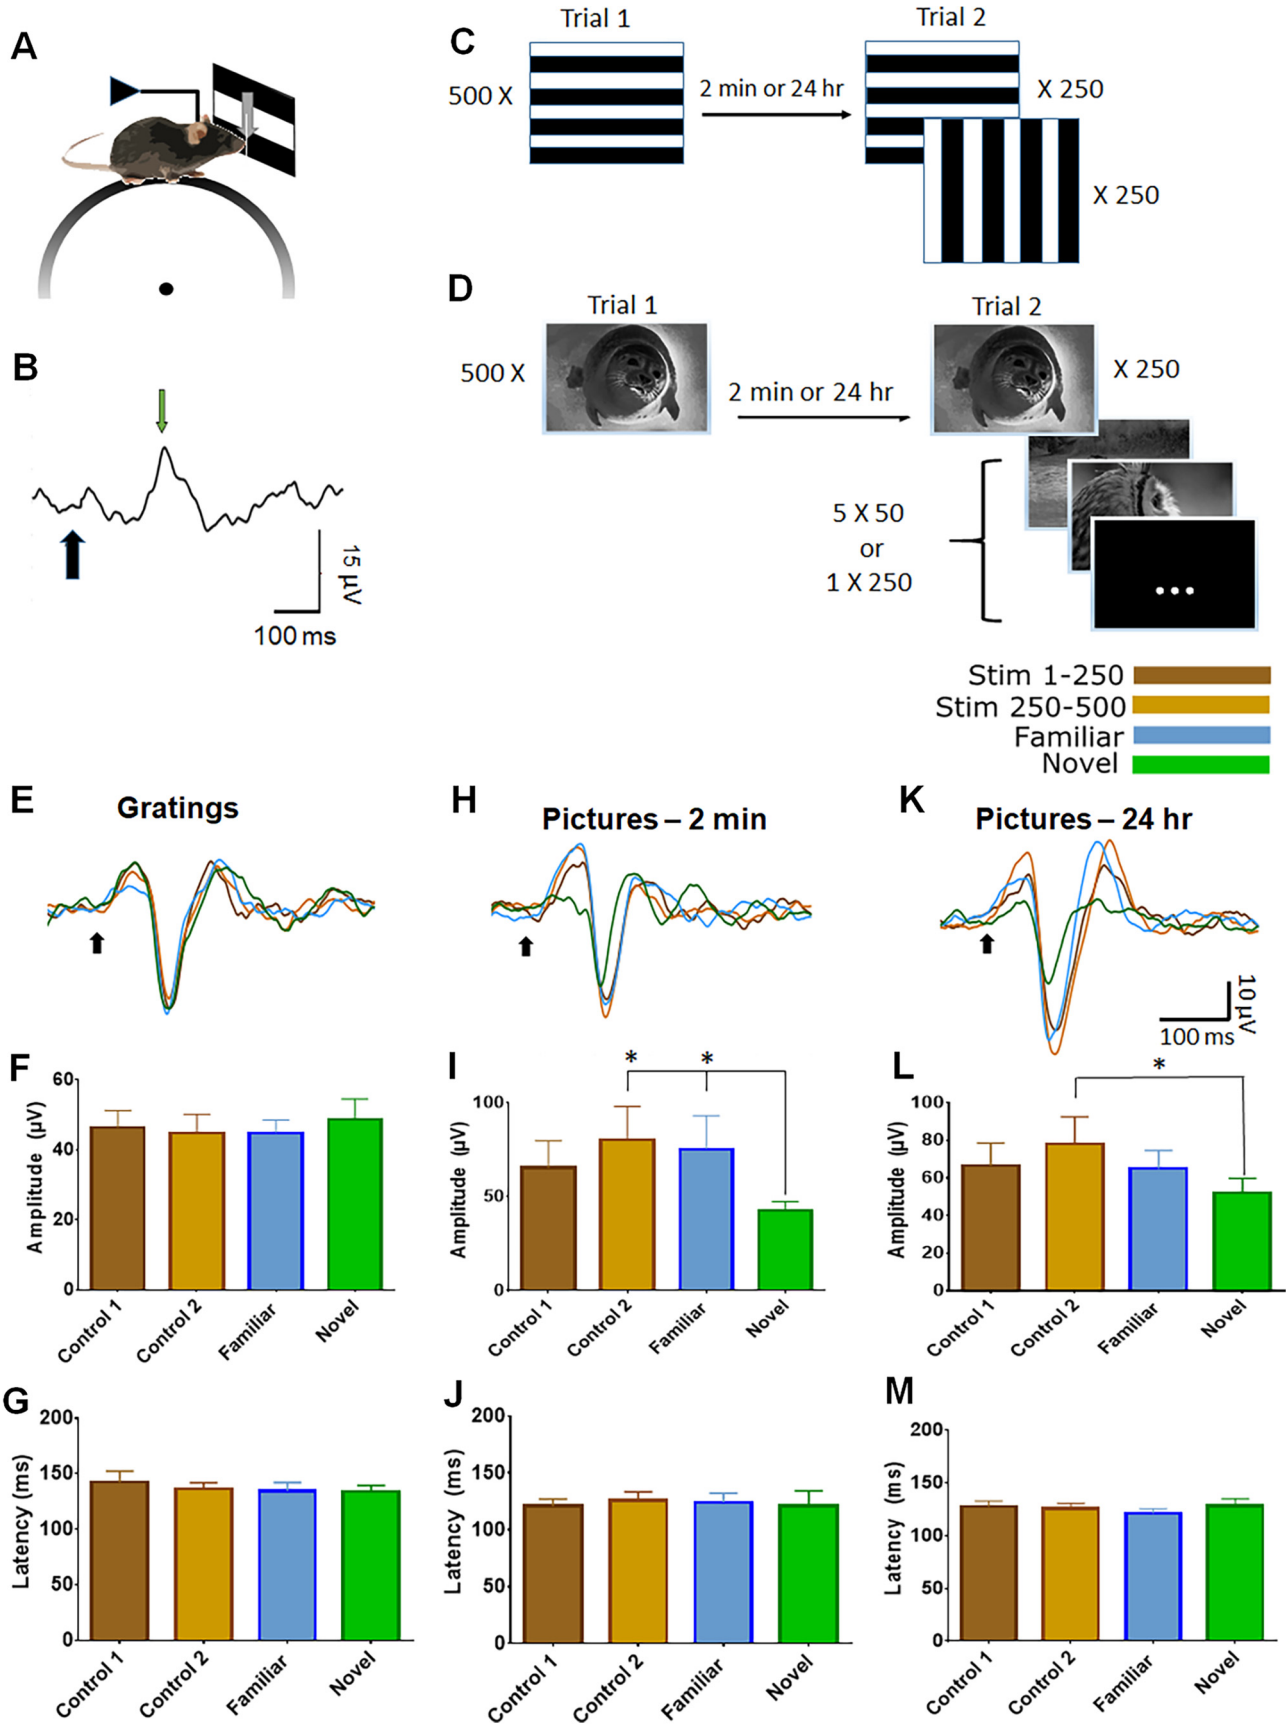 A
B
15 µV
100 ms
C
Trial 1
Trial 2
500 X
2 min or 24 hr
X 250
X 250
D
Trial 1
Trial 2
500 X
2 min or 24 hr
X 250
5 X 50
or
1 X 250
Stim 1-250
Stim 250-500
Familiar
Novel
E
Gratings
H
Pictures – 2 min
K
Pictures – 24 hr
10 µV
100 ms
F
Amplitude (µV)
60
40
20
0
Control 1
Control 2
Familiar
Novel
I
* *
Amplitude (µV)
100
50
0
Control 1
Control 2
Familiar
Novel
L
*
Amplitude (µV)
100
80
60
40
20
0
Control 1
Control 2
Familiar
Novel
G
Latency (ms)
200
150
100
50
0
Control 1
Control 2
Familiar
Novel
J
Latency (ms)
200
150
100
50
0
Control 1
Control 2
Familiar
Novel
M
Latency (ms)
200
150
100
50
0
Control 1
Control 2
Familiar
Novel